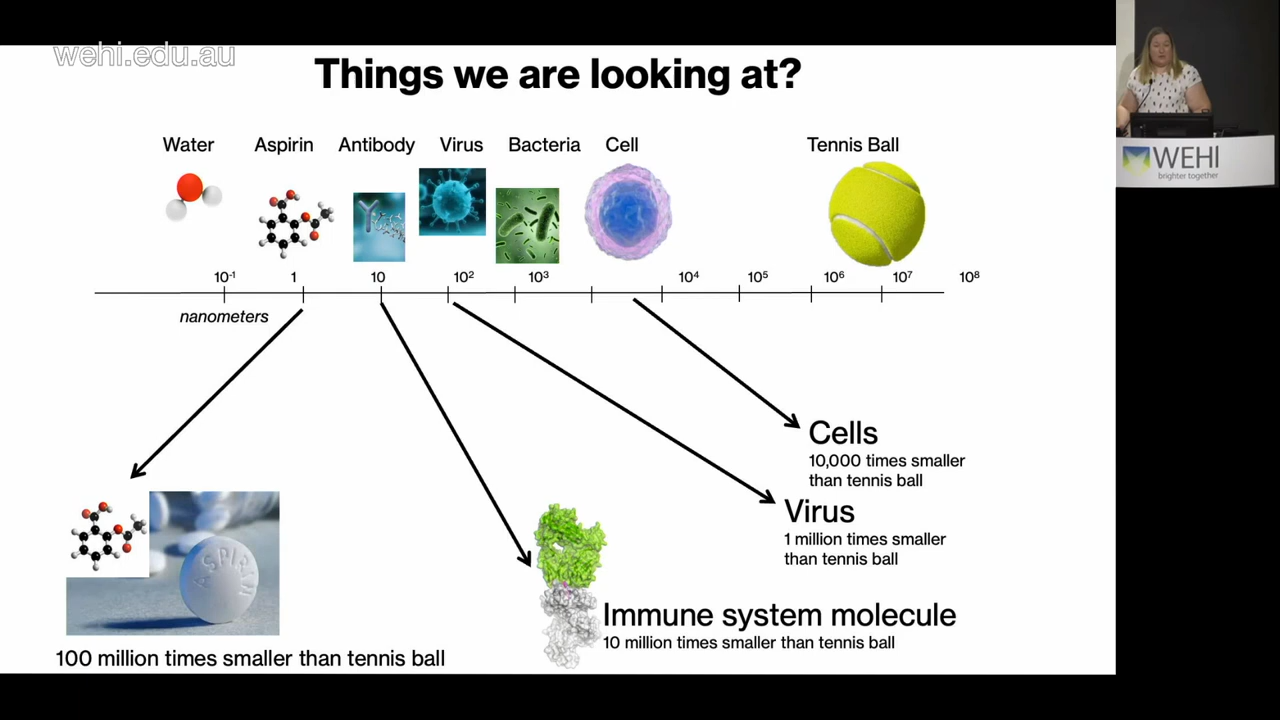 wehi.edu.au
Things we are looking at?
Water Aspirin Antibody Virus Bacteria Cell Tennis Ball
10-¹ 1 10 10² 10³ 10⁴ 10⁵ 10⁶ 10⁷ 10⁸
nanometers
Cells
10,000 times smaller
than tennis ball
Virus
1 million times smaller
than tennis ball
ASPIRIN
Immune system molecule
10 million times smaller than tennis ball
100 million times smaller than tennis ball
WEHI
brighter together